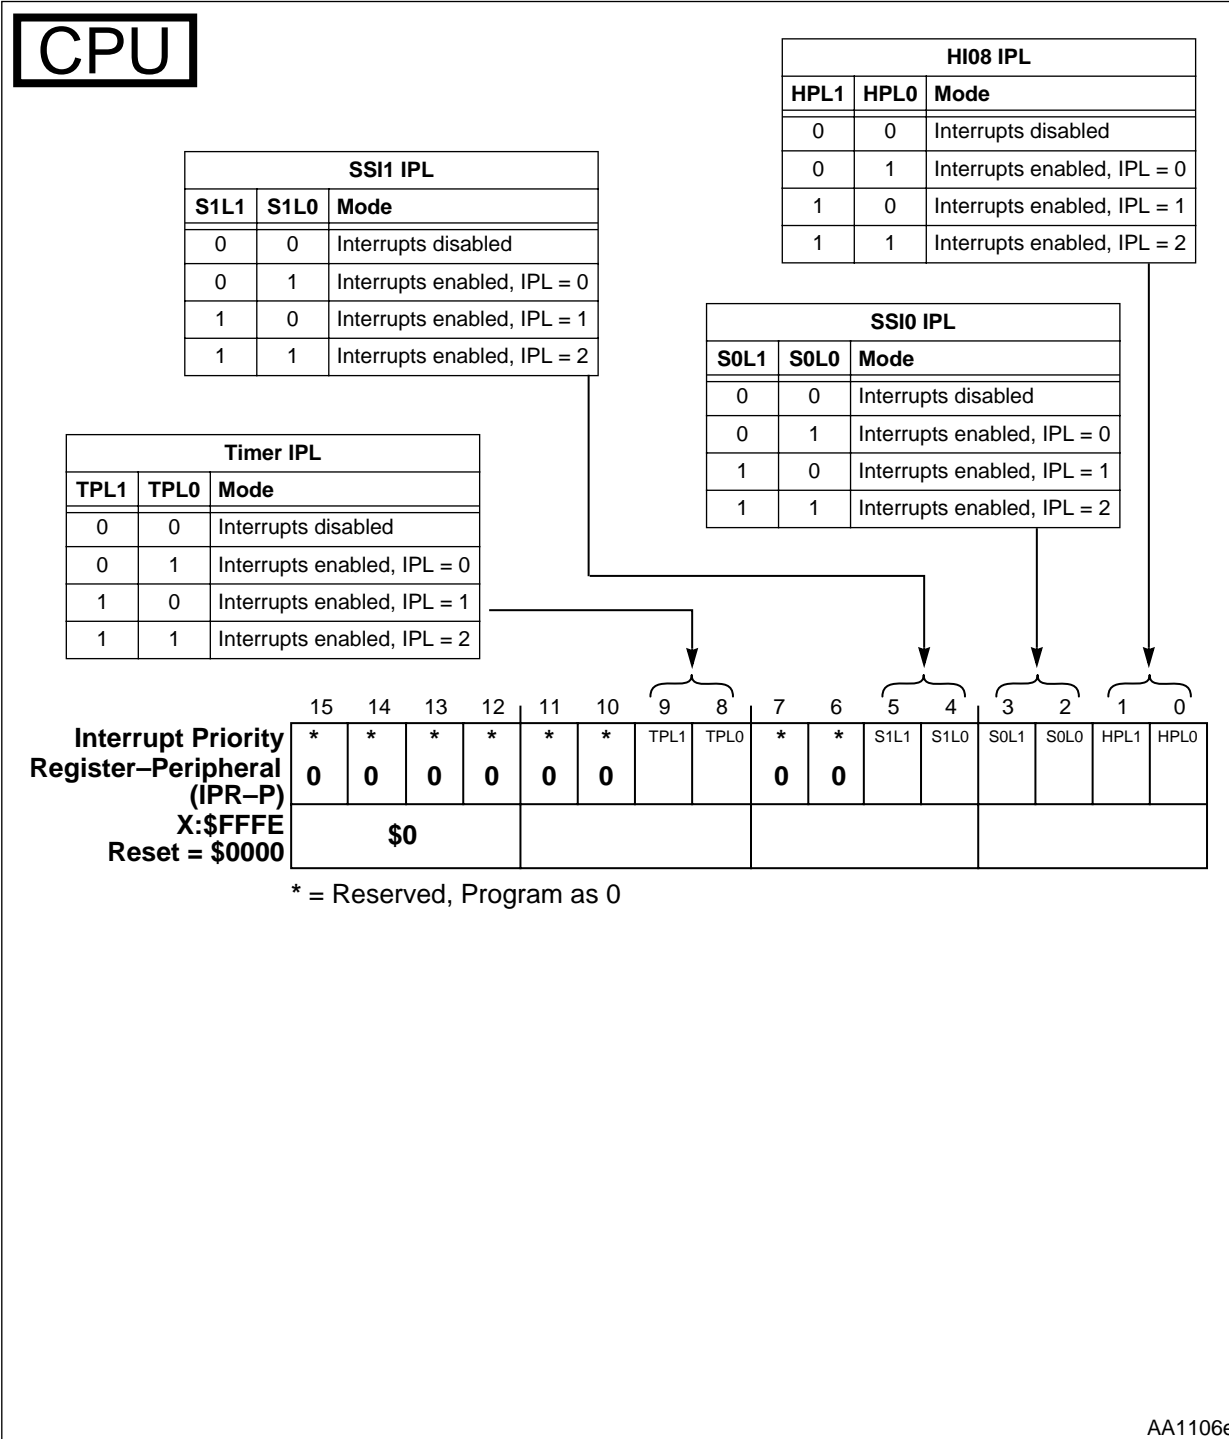 CPU
HI08 IPL
HPL1 HPL0 Mode
0 0 Interrupts disabled
0 1 Interrupts enabled, IPL = 0
1 0 Interrupts enabled, IPL = 1
1 1 Interrupts enabled, IPL = 2
SSI1 IPL
S1L1 S1L0 Mode
0 0 Interrupts disabled
0 1 Interrupts enabled, IPL = 0
1 0 Interrupts enabled, IPL = 1
1 1 Interrupts enabled, IPL = 2
SSI0 IPL
S0L1 S0L0 Mode
0 0 Interrupts disabled
0 1 Interrupts enabled, IPL = 0
1 0 Interrupts enabled, IPL = 1
1 1 Interrupts enabled, IPL = 2
Timer IPL
TPL1 TPL0 Mode
0 0 Interrupts disabled
0 1 Interrupts enabled, IPL = 0
1 0 Interrupts enabled, IPL = 1
1 1 Interrupts enabled, IPL = 2
15 14 13 12 11 10 9 8 7 6 5 4 3 2 1 0
Interrupt Priority * * * * * * TPL1 TPL0 * * S1L1 S1L0 S0L1 S0L0 HPL1 HPL0
Register–Peripheral 0 0 0 0 0 0 0 0
(IPR–P)
X:$FFFE $0
Reset = $0000
* = Reserved, Program as 0
AA1106e